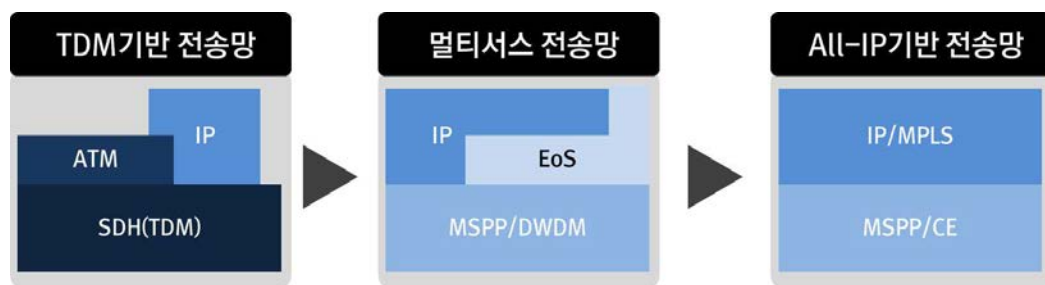 TDM기반 전송망
IP
ATM
SDH(TDM)
멀티서스 전송망
IP
EoS
MSPP/DWDM
All-IP기반 전송망
IP/MPLS
MSPP/CE